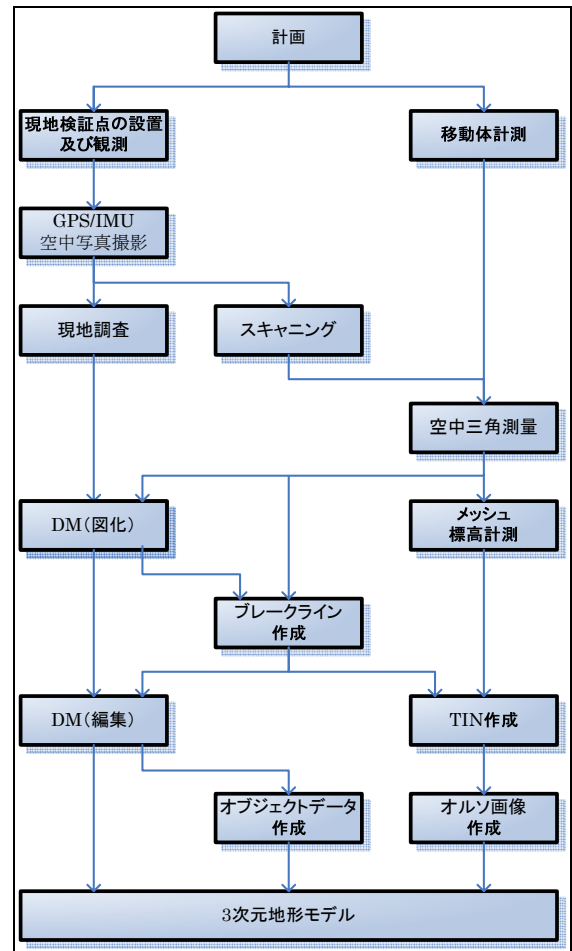 計画
現地検証点の設置
及び観測
移動体計測
GPS/IMU
空中写真撮影
現地調査
スキャニング
空中三角測量
DM(図化)
メッシュ
標高計測
ブレークライン
作成
DM(編集)
TIN作成
オブジェクトデータ
作成
オルソ画像
作成
3次元地形モデル